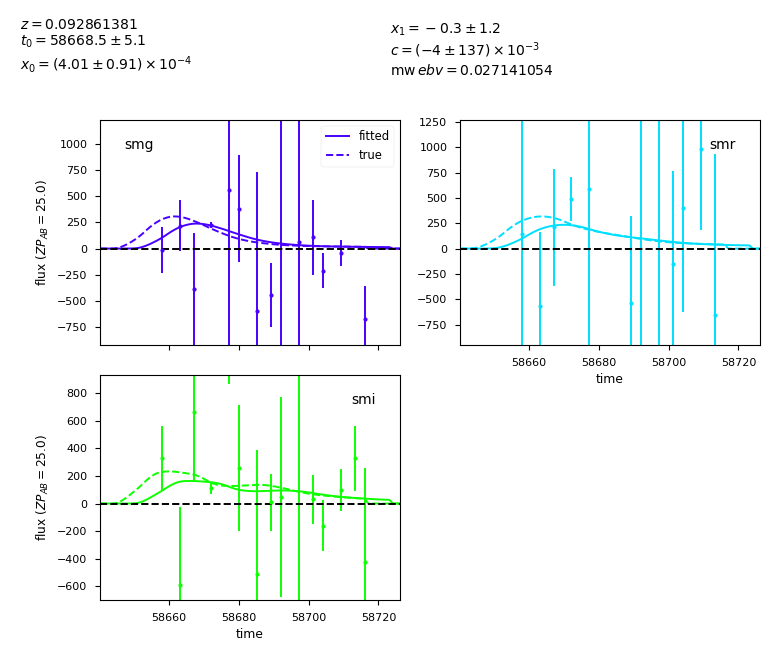 z = 0.092861381
t₀ = 58668.5 ± 5.1
x₀ = (4.01 ± 0.91) × 10⁻⁴
x₁ = −0.3 ± 1.2
c = (−4 ± 137) × 10⁻³
mw ebv = 0.027141054
smg
fitted
true
1000
750
500
250
0
−250
−500
−750
flux (ZP_AB = 25.0)
smr
1250
1000
750
500
250
0
−250
−500
−750
58660 58680 58700 58720
time
smi
800
600
400
200
0
−200
−400
−600
flux (ZP_AB = 25.0)
58660 58680 58700 58720
time